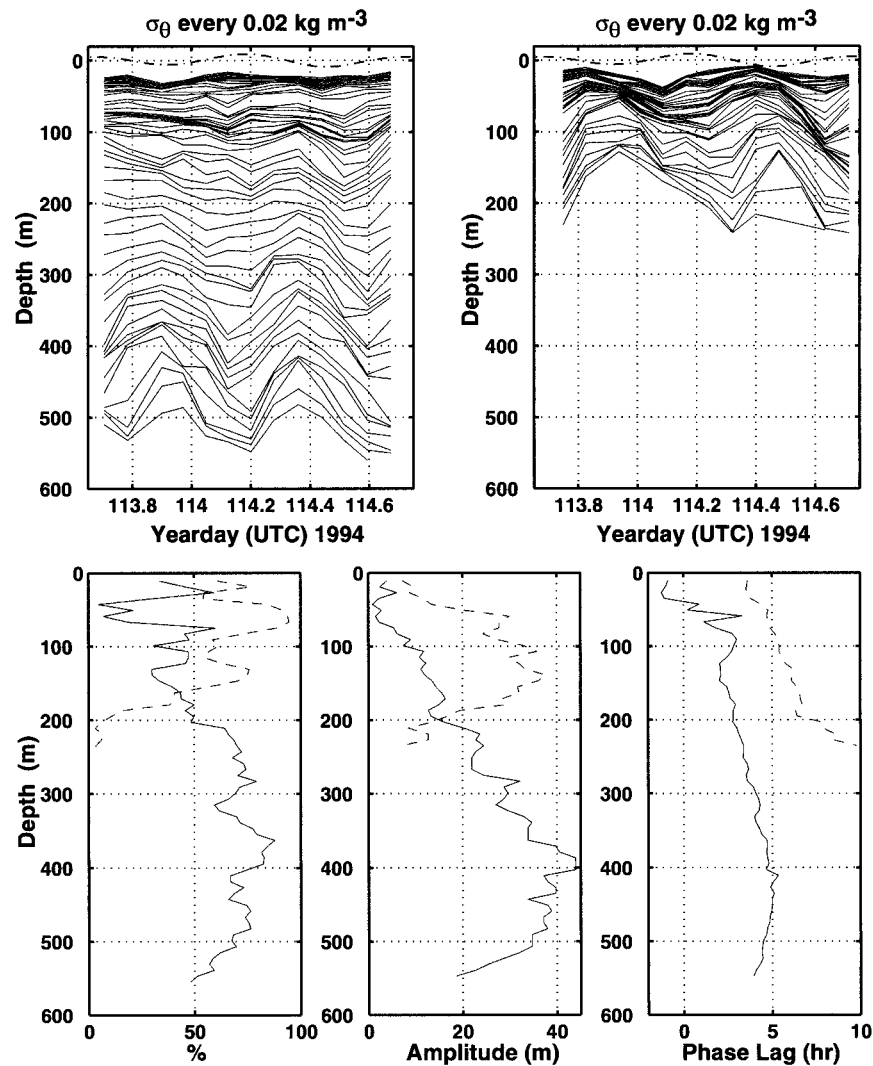 σθ every 0.02 kg m-3
σθ every 0.02 kg m-3
0
100
200
300
400
500
600
Depth (m)
113.8 114 114.2 114.4 114.6
Yearday (UTC) 1994
0
100
200
300
400
500
600
Depth (m)
113.8 114 114.2 114.4 114.6
Yearday (UTC) 1994
0
100
200
300
400
500
600
Depth (m)
0 50 100
%
0
100
200
300
400
500
600
0 20 40
Amplitude (m)
0
100
200
300
400
500
600
0 5 10
Phase Lag (hr)